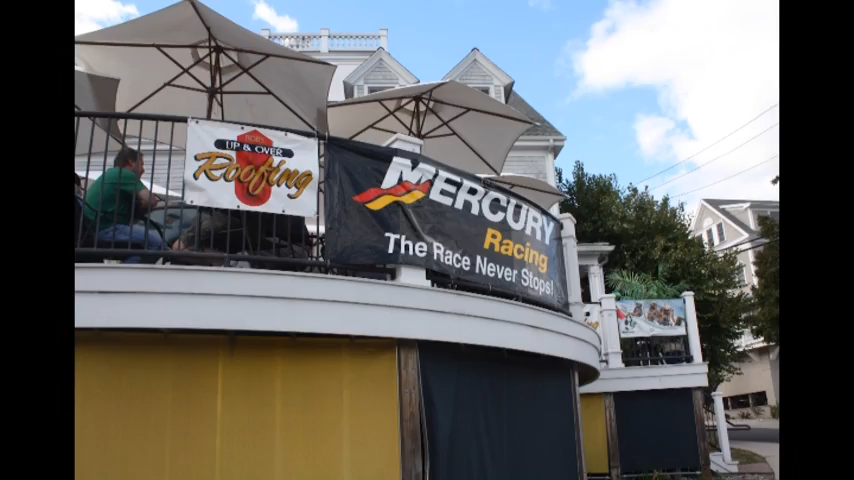 BOB'S
UP & OVER
Roofing
MERCURY
Racing
The Race Never Stops!